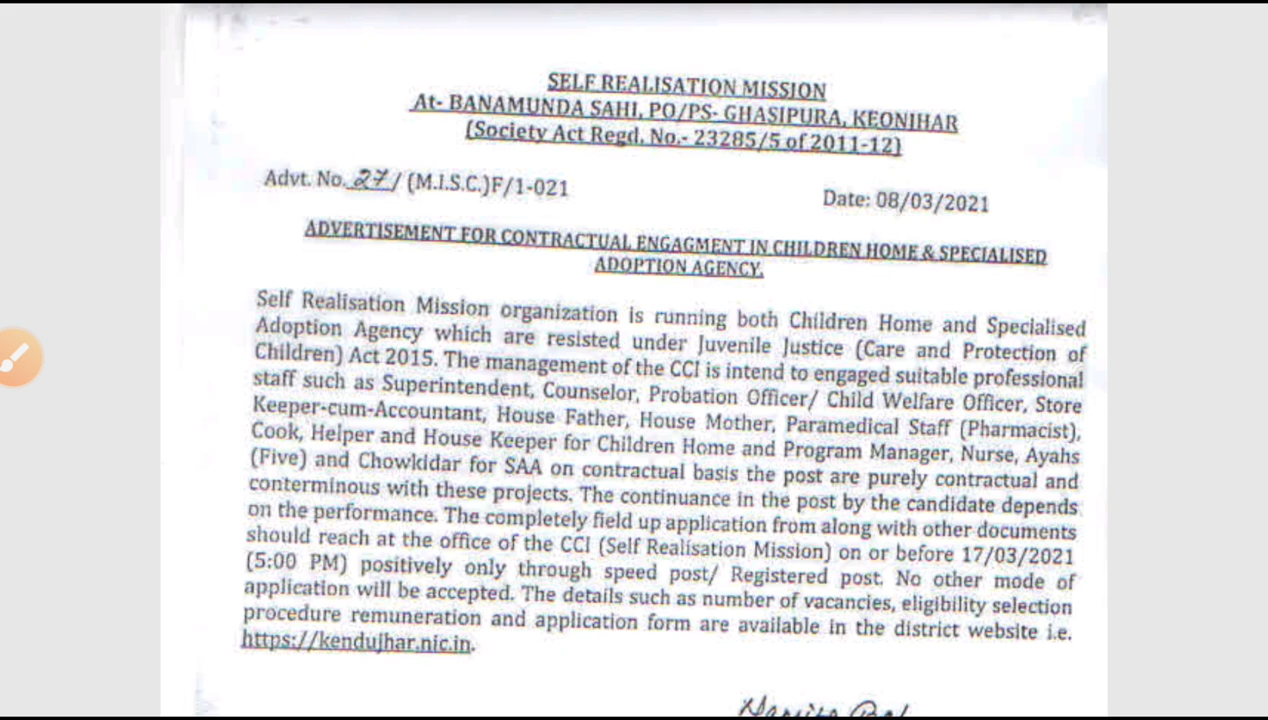 SELF REALISATION MISSION
At- BANAMUNDA SAHI, PO/PS- GHASIPURA, KEONJHAR
(Society Act Regd. No.- 23285/5 of 2011-12)
Advt. No. 27/ (M.I.S.C.)F/1-021
Date: 08/03/2021
ADVERTISEMENT FOR CONTRACTUAL ENGAGMENT IN CHILDREN HOME & SPECIALISED
ADOPTION AGENCY.
Self Realisation Mission organization is running both Children Home and Specialised
Adoption Agency which are resisted under Juvenile Justice (Care and Protection of
Children) Act 2015. The management of the CCI is intend to engaged suitable professional
staff such as Superintendent, Counselor, Probation Officer/ Child Welfare Officer, Store
Keeper-cum-Accountant, House Father, House Mother, Paramedical Staff (Pharmacist),
Cook, Helper and House Keeper for Children Home and Program Manager, Nurse, Ayahs
(Five) and Chowkidar for SAA on contractual basis the post are purely contractual and
conterminous with these projects. The continuance in the post by the candidate depends
on the performance. The completely field up application from along with other documents
should reach at the office of the CCI (Self Realisation Mission) on or before 17/03/2021
(5:00 PM) positively only through speed post/ Registered post. No other mode of
application will be accepted. The details such as number of vacancies, eligibility selection
procedure remuneration and application form are available in the district website i.e.
https://kendujhar.nic.in.